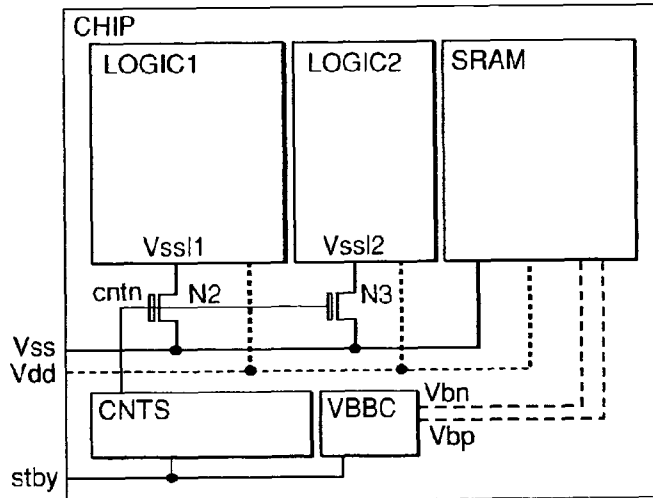 CHIP
LOGIC1
LOGIC2
SRAM
Vssl1
Vssl2
cntn
N2
N3
Vss
Vdd
CNTS
VBBC
Vbn
Vbp
stby